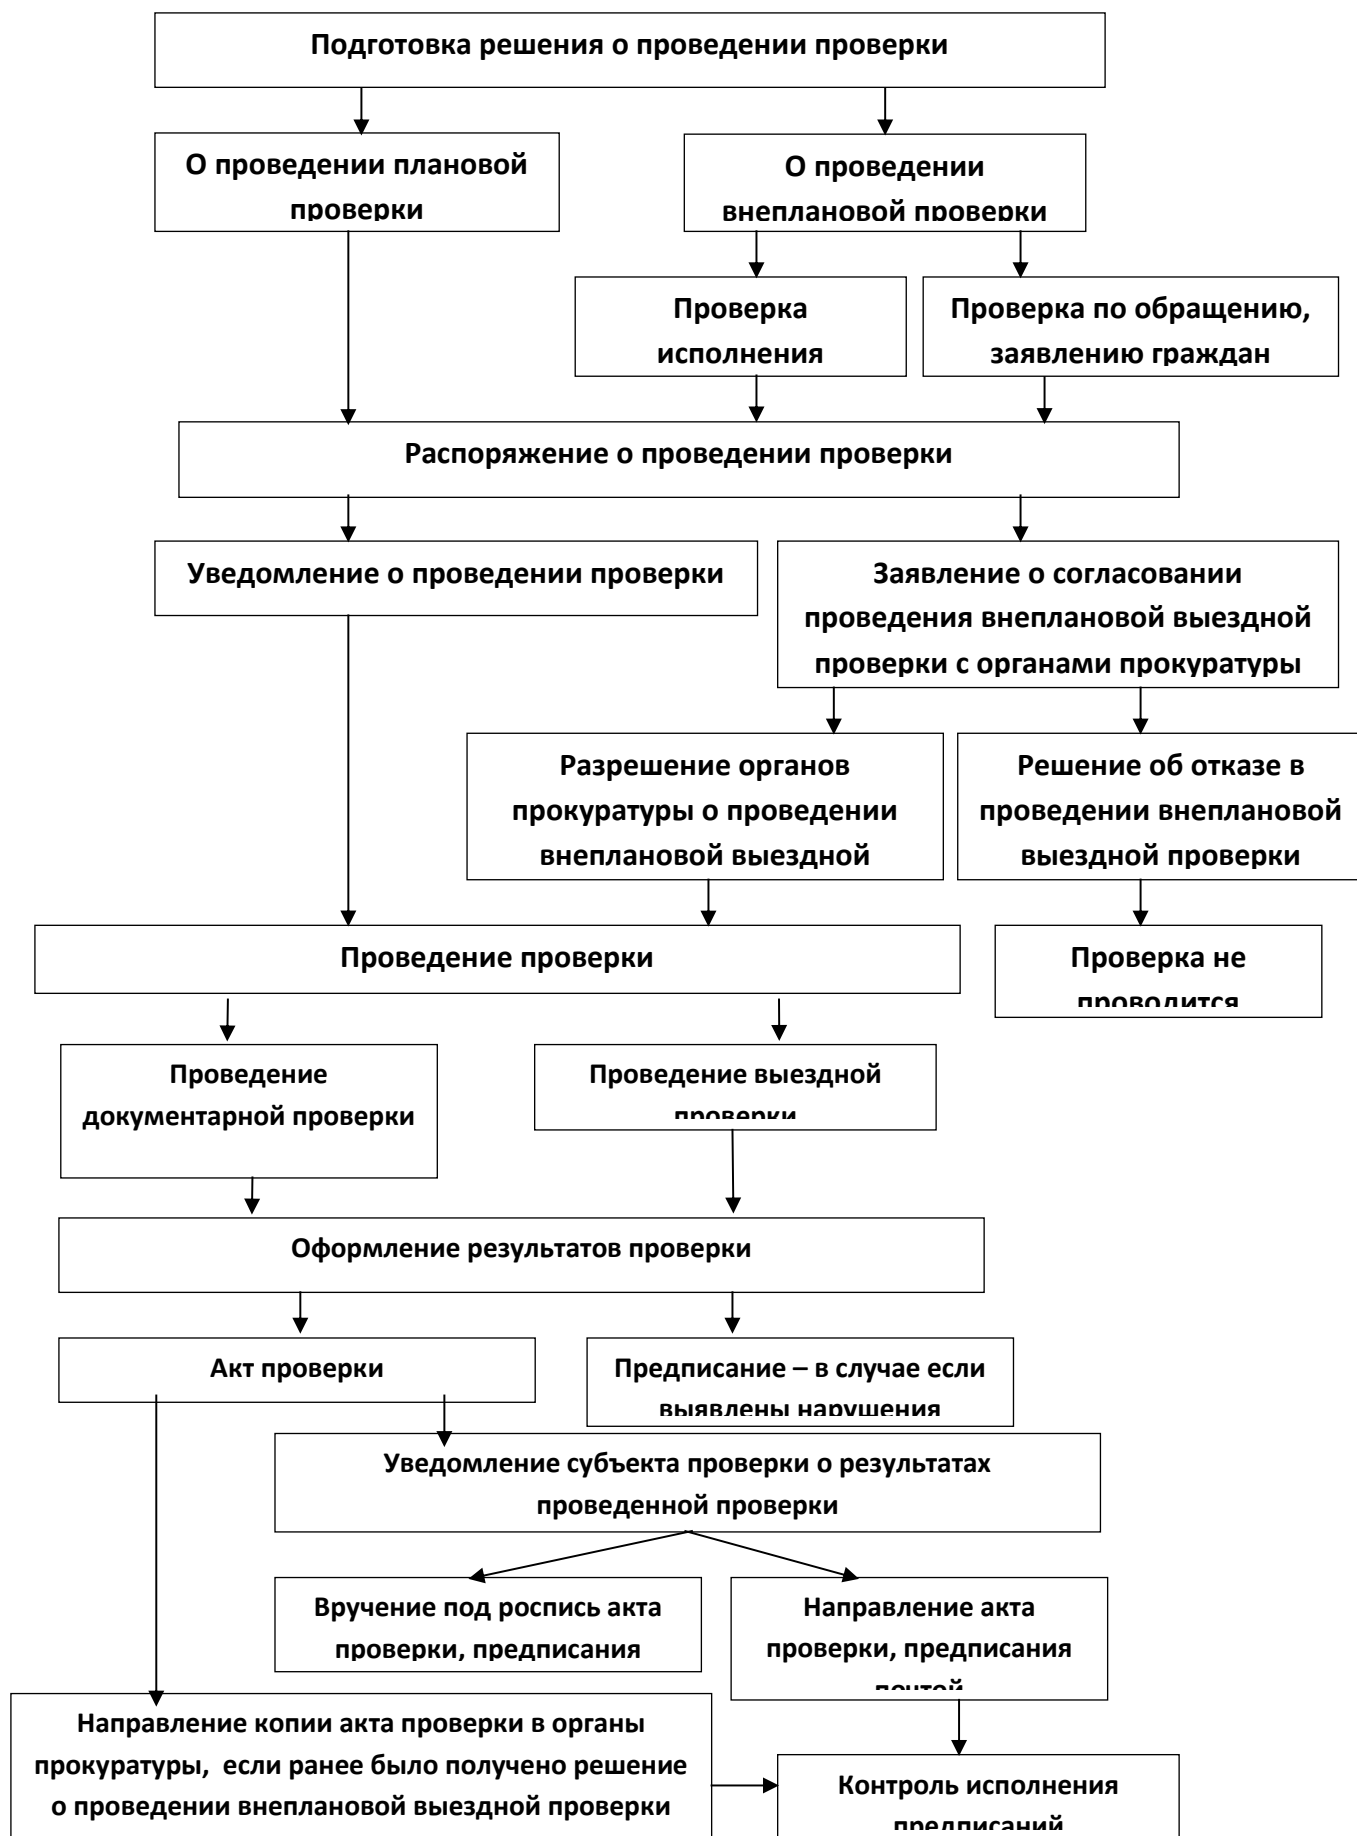 Подготовка решения о проведении проверки
О проведении плановой
проверки
О проведении
внеплановой проверки
Проверка
исполнения
Проверка по обращению,
заявлению граждан
Распоряжение о проведении проверки
Уведомление о проведении проверки
Заявление о согласовании
проведения внеплановой выездной
проверки с органами прокуратуры
Разрешение органов
прокуратуры о проведении
внеплановой выездной
Решение об отказе в
проведении внеплановой
выездной проверки
Проведение проверки
Проверка не
проводится
Проведение
документарной проверки
Проведение выездной
проверки
Оформление результатов проверки
Акт проверки
Предписание – в случае если
выявлены нарушения
Уведомление субъекта проверки о результатах
проведенной проверки
Вручение под роспись акта
проверки, предписания
Направление акта
проверки, предписания
почтой
Направление копии акта проверки в органы
прокуратуры, если ранее было получено решение
о проведении внеплановой выездной проверки
Контроль исполнения
предписаний